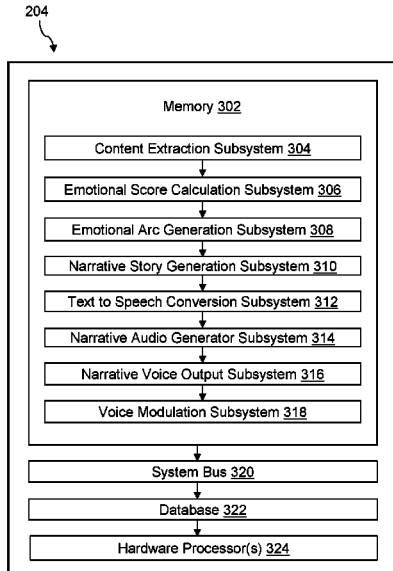 204
Memory 302
Content Extraction Subsystem 304
Emotional Score Calculation Subsystem 306
Emotional Arc Generation Subsystem 308
Narrative Story Generation Subsystem 310
Text to Speech Conversion Subsystem 312
Narrative Audio Generator Subsystem 314
Narrative Voice Output Subsystem 316
Voice Modulation Subsystem 318
System Bus 320
Database 322
Hardware Processor(s) 324